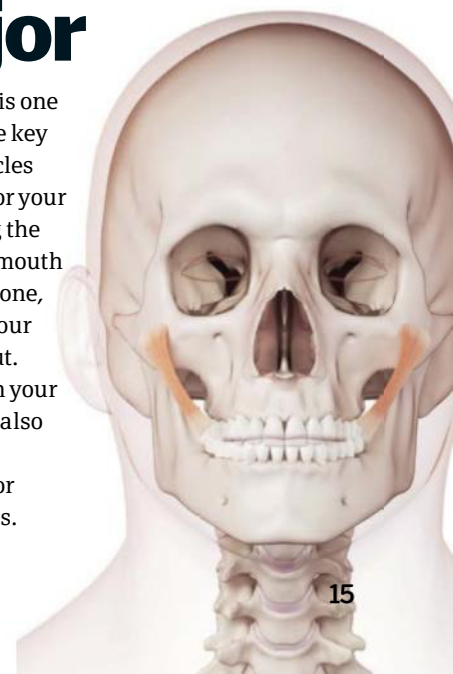 jor
is one
e key
cles
or your
g the
mouth
one,
our
ut.
n your
also
or
s.
15